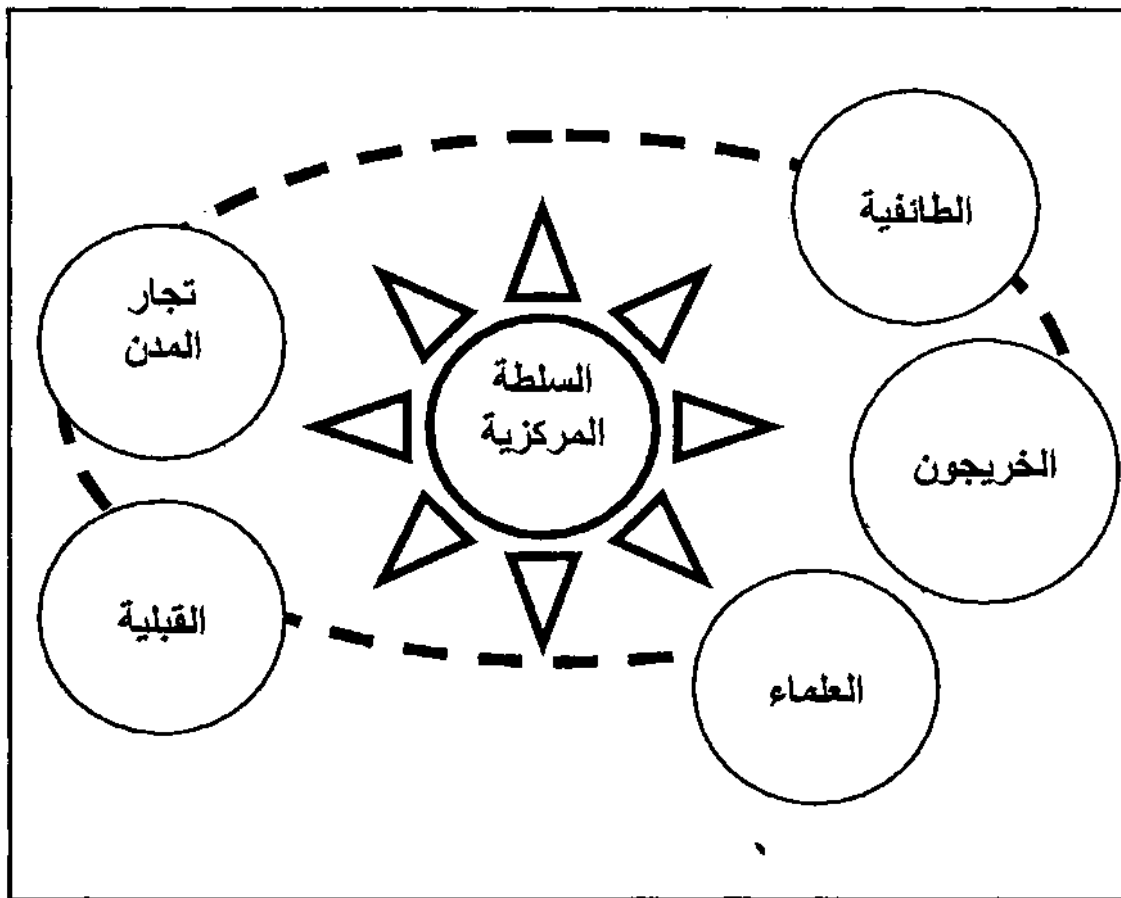 الطائفية
تجار
المدن
السلطة
المركزية
الخريجون
القبلية
العلماء